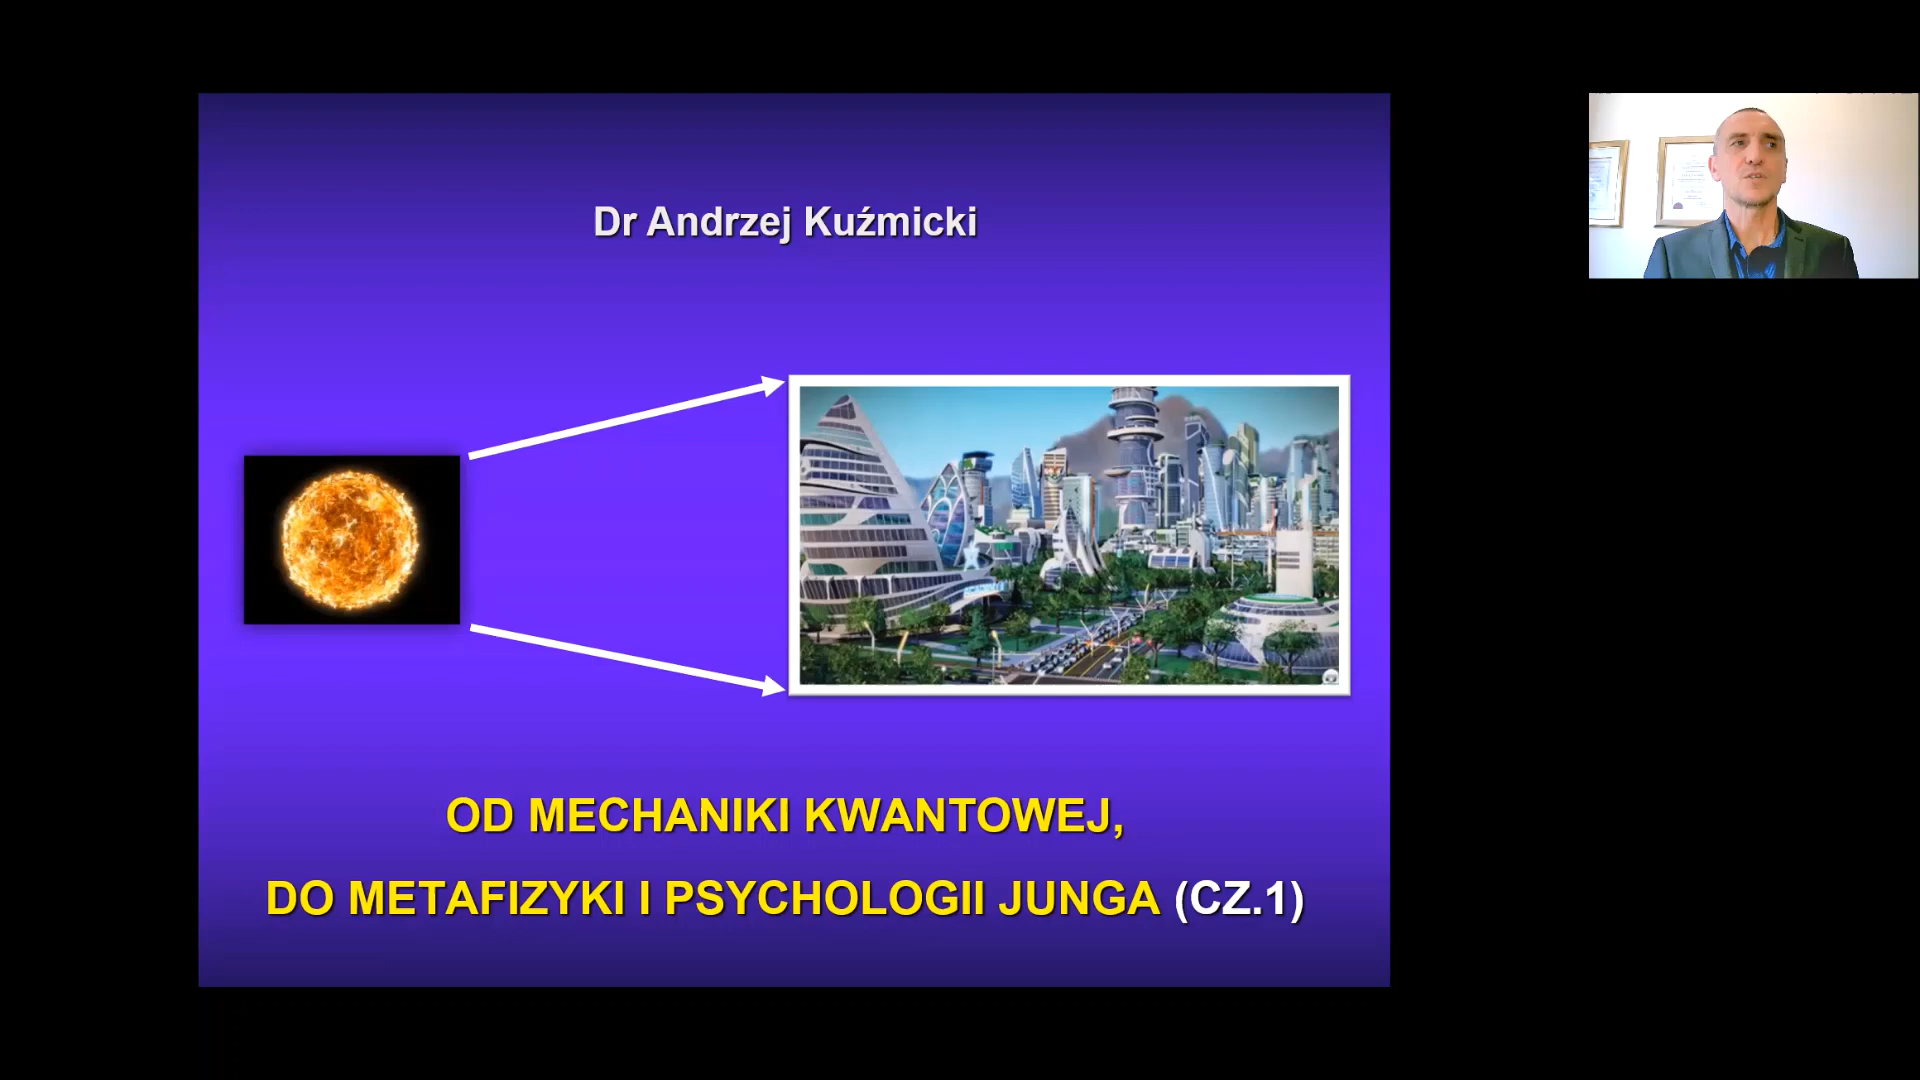 Dr Andrzej Kuźmicki
OD MECHANIKI KWANTOWEJ,
DO METAFIZYKI I PSYCHOLOGII JUNGA (CZ.1)